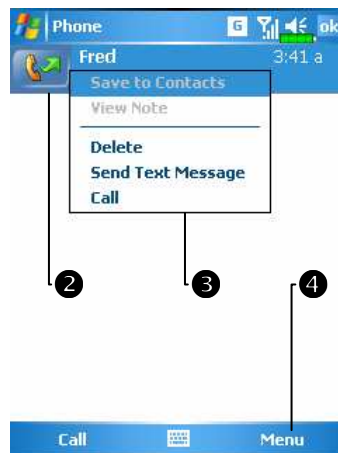 Phone G ok
Fred 3:41 a
Save to Contacts
View Note
Delete
Send Text Message
Call
2 3 4
Call Menu